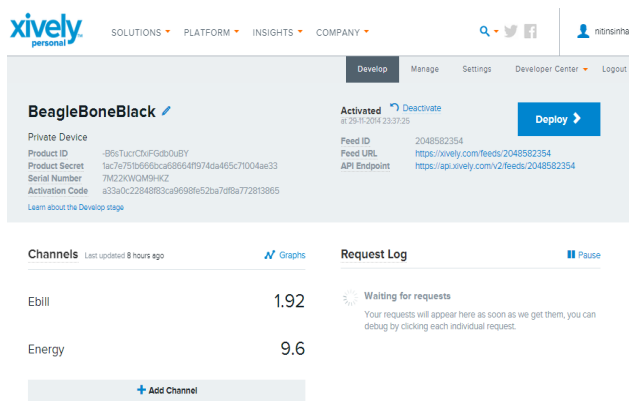 xively
personal
SOLUTIONS PLATFORM INSIGHTS COMPANY
nitinsinha
Develop Manage Settings Developer Center Logout
BeagleBoneBlack
Private Device
Product ID -B6sTucrCfxiFGdb0uBY
Product Secret 1ac7e751b666bca68664ff974da465c71004ae33
Serial Number 7M22KWQM9HKZ
Activation Code a33a0c22848f83ca9698fe52ba7df8a772813865
Learn about the Develop stage
Activated Deactivate
at 29-11-2014 23:37:25
Deploy
Feed ID 2048582354
Feed URL https://xively.com/feeds/2048582354
API Endpoint https://api.xively.com/v2/feeds/2048582354
Channels Last updated 8 hours ago Graphs
Ebill 1.92
Energy 9.6
Add Channel
Request Log Pause
Waiting for requests
Your requests will appear here as soon as we get them, you can
debug by clicking each individual request.